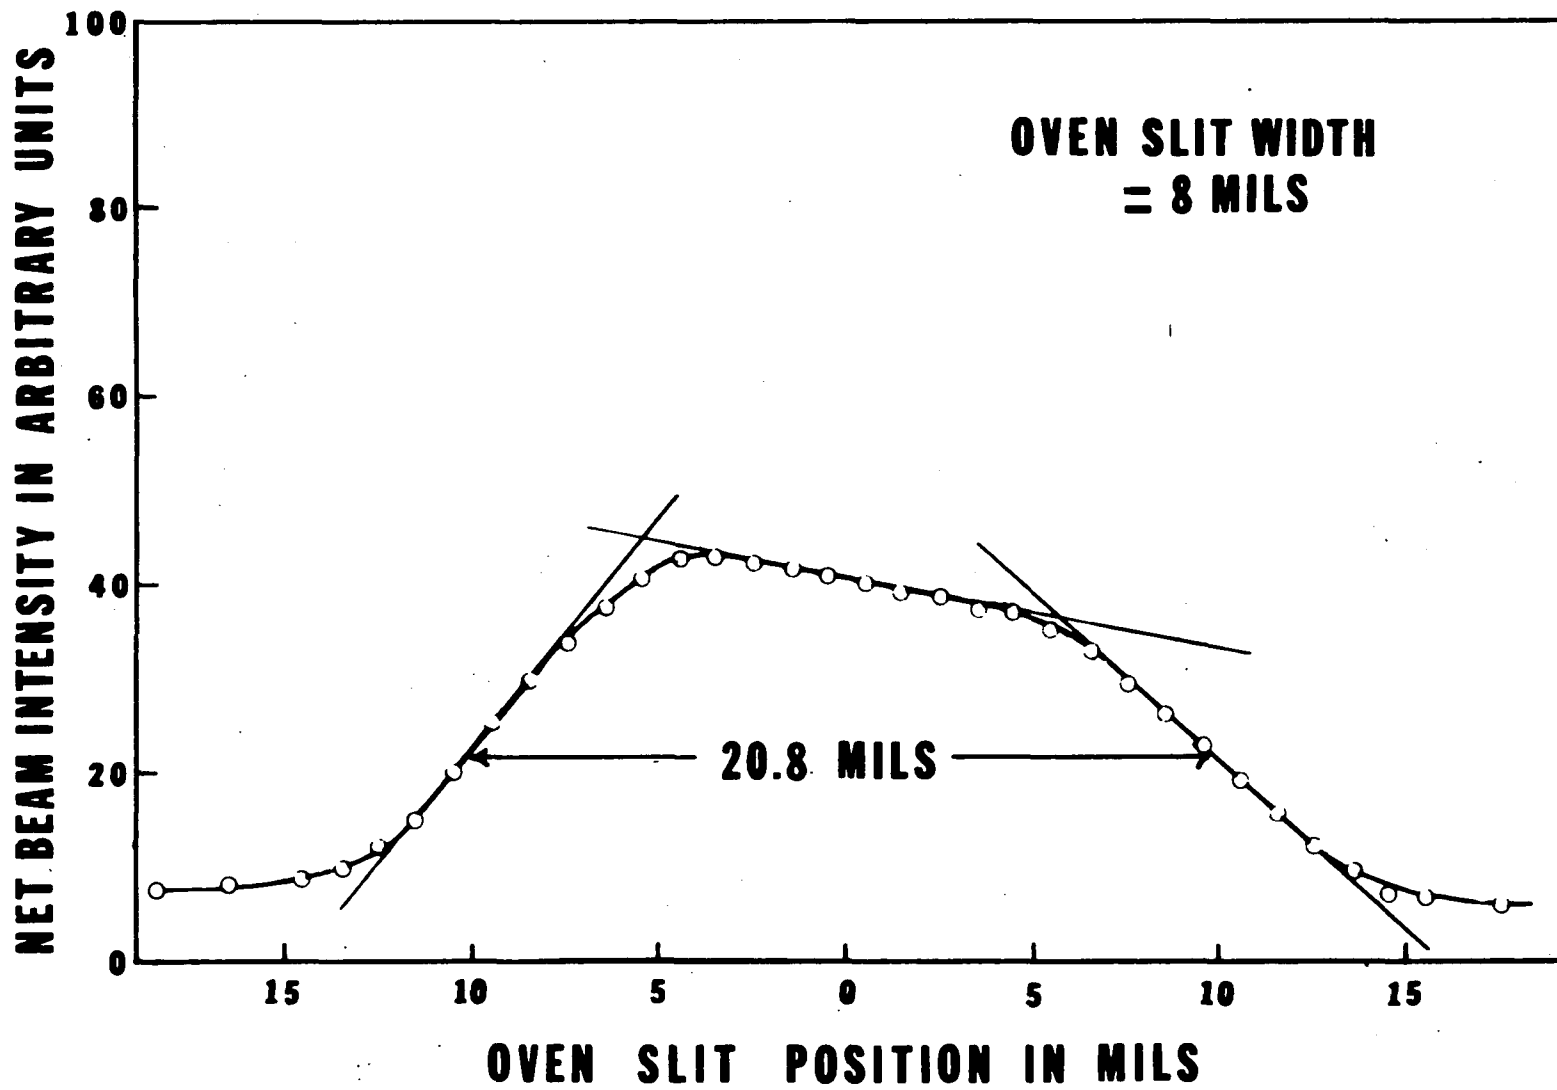 NET BEAM INTENSITY IN ARBITRARY UNITS
100
80
60
40
20
0
OVEN SLIT WIDTH
= 8 MILS
20.8 MILS
15 10 5 0 5 10 15
OVEN SLIT POSITION IN MILS